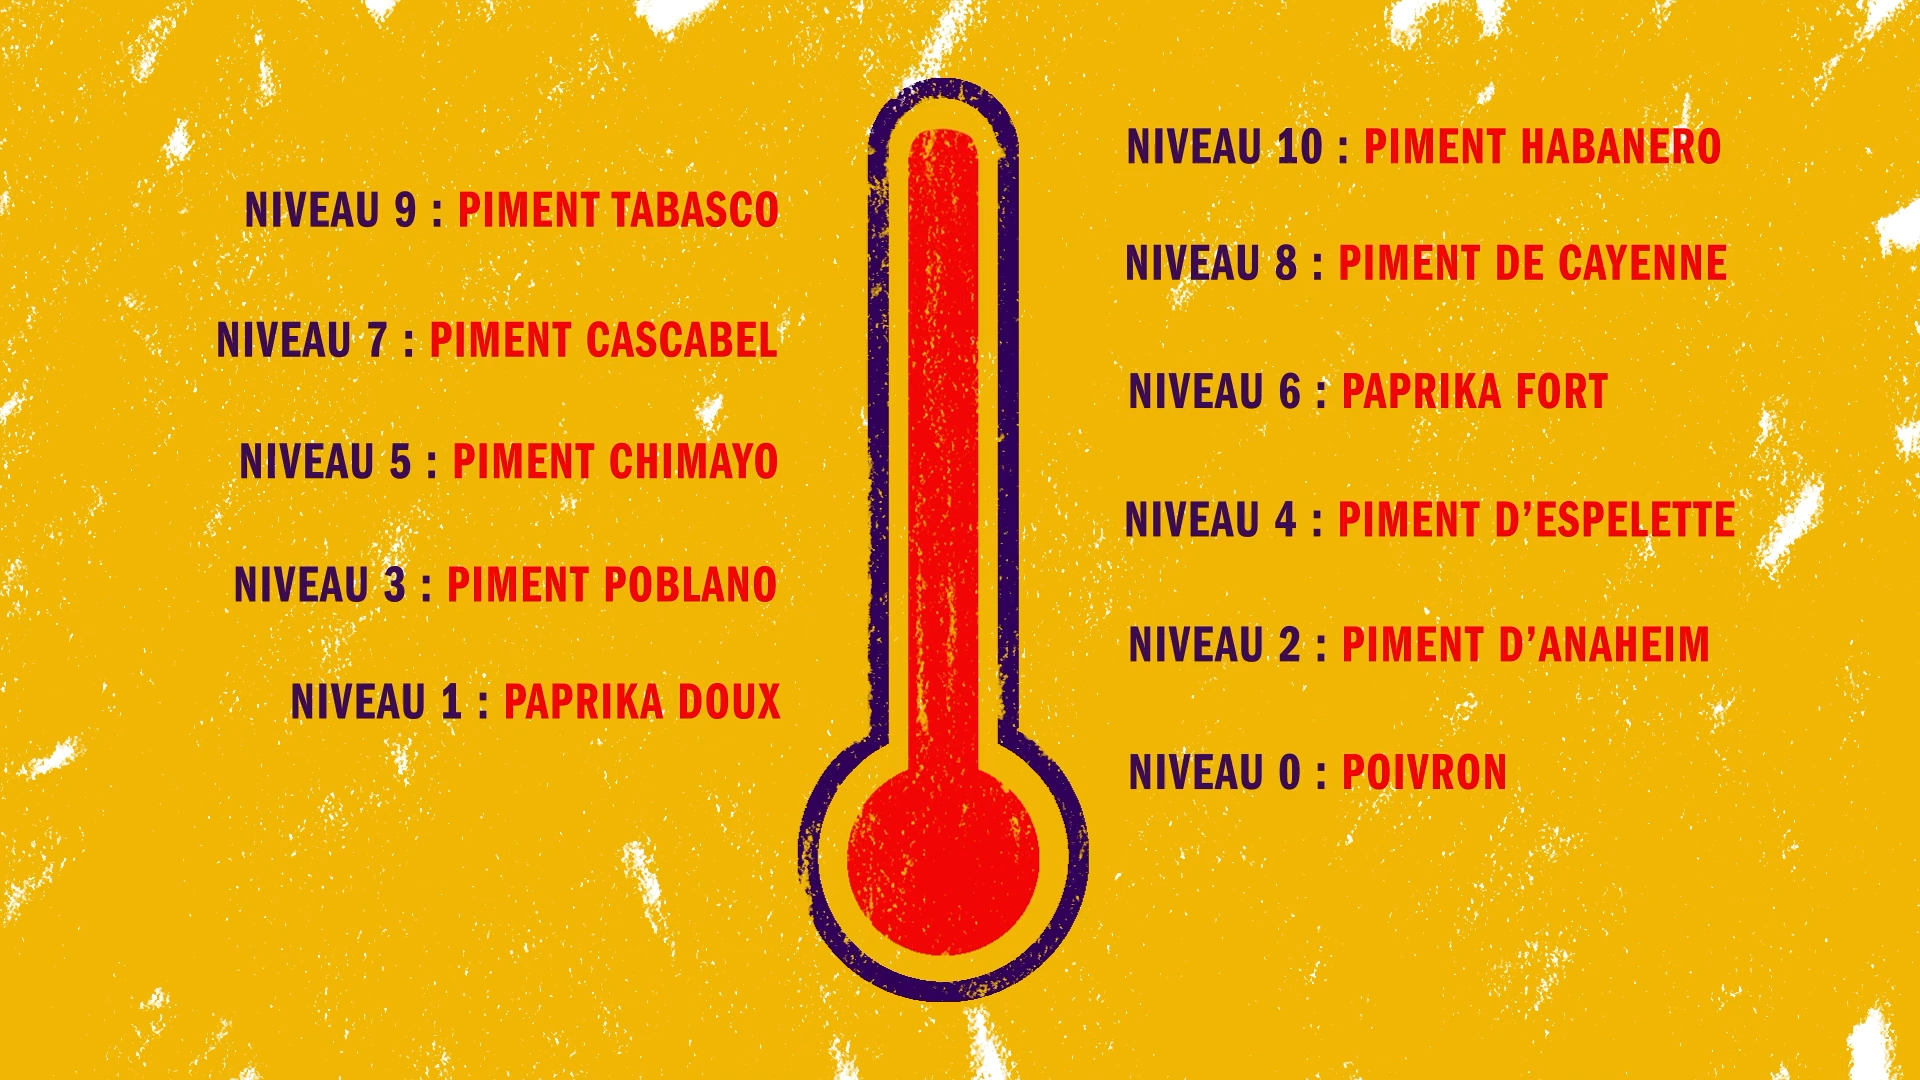 NIVEAU 10 : PIMENT HABANERO
NIVEAU 9 : PIMENT TABASCO
NIVEAU 8 : PIMENT DE CAYENNE
NIVEAU 7 : PIMENT CASCABEL
NIVEAU 6 : PAPRIKA FORT
NIVEAU 5 : PIMENT CHIMAYO
NIVEAU 4 : PIMENT D’ESPELETTE
NIVEAU 3 : PIMENT POBLANO
NIVEAU 2 : PIMENT D’ANAHEIM
NIVEAU 1 : PAPRIKA DOUX
NIVEAU 0 : POIVRON